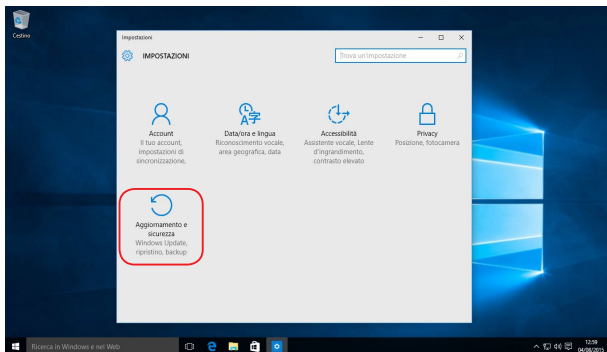 Cestino
Impostazioni
IMPOSTAZIONI
Trova un'impostazione
Account
Il tuo account,
impostazioni di
sincronizzazione,
Data/ora e lingua
Riconoscimento vocale,
area geografica, data
Accessibilità
Assistente vocale, Lente
d'ingrandimento,
contrasto elevato
Privacy
Posizione, fotocamera
Aggiornamento e
sicurezza
Windows Update,
ripristino, backup
Ricerca in Windows e nel Web
12:59
04/08/2015